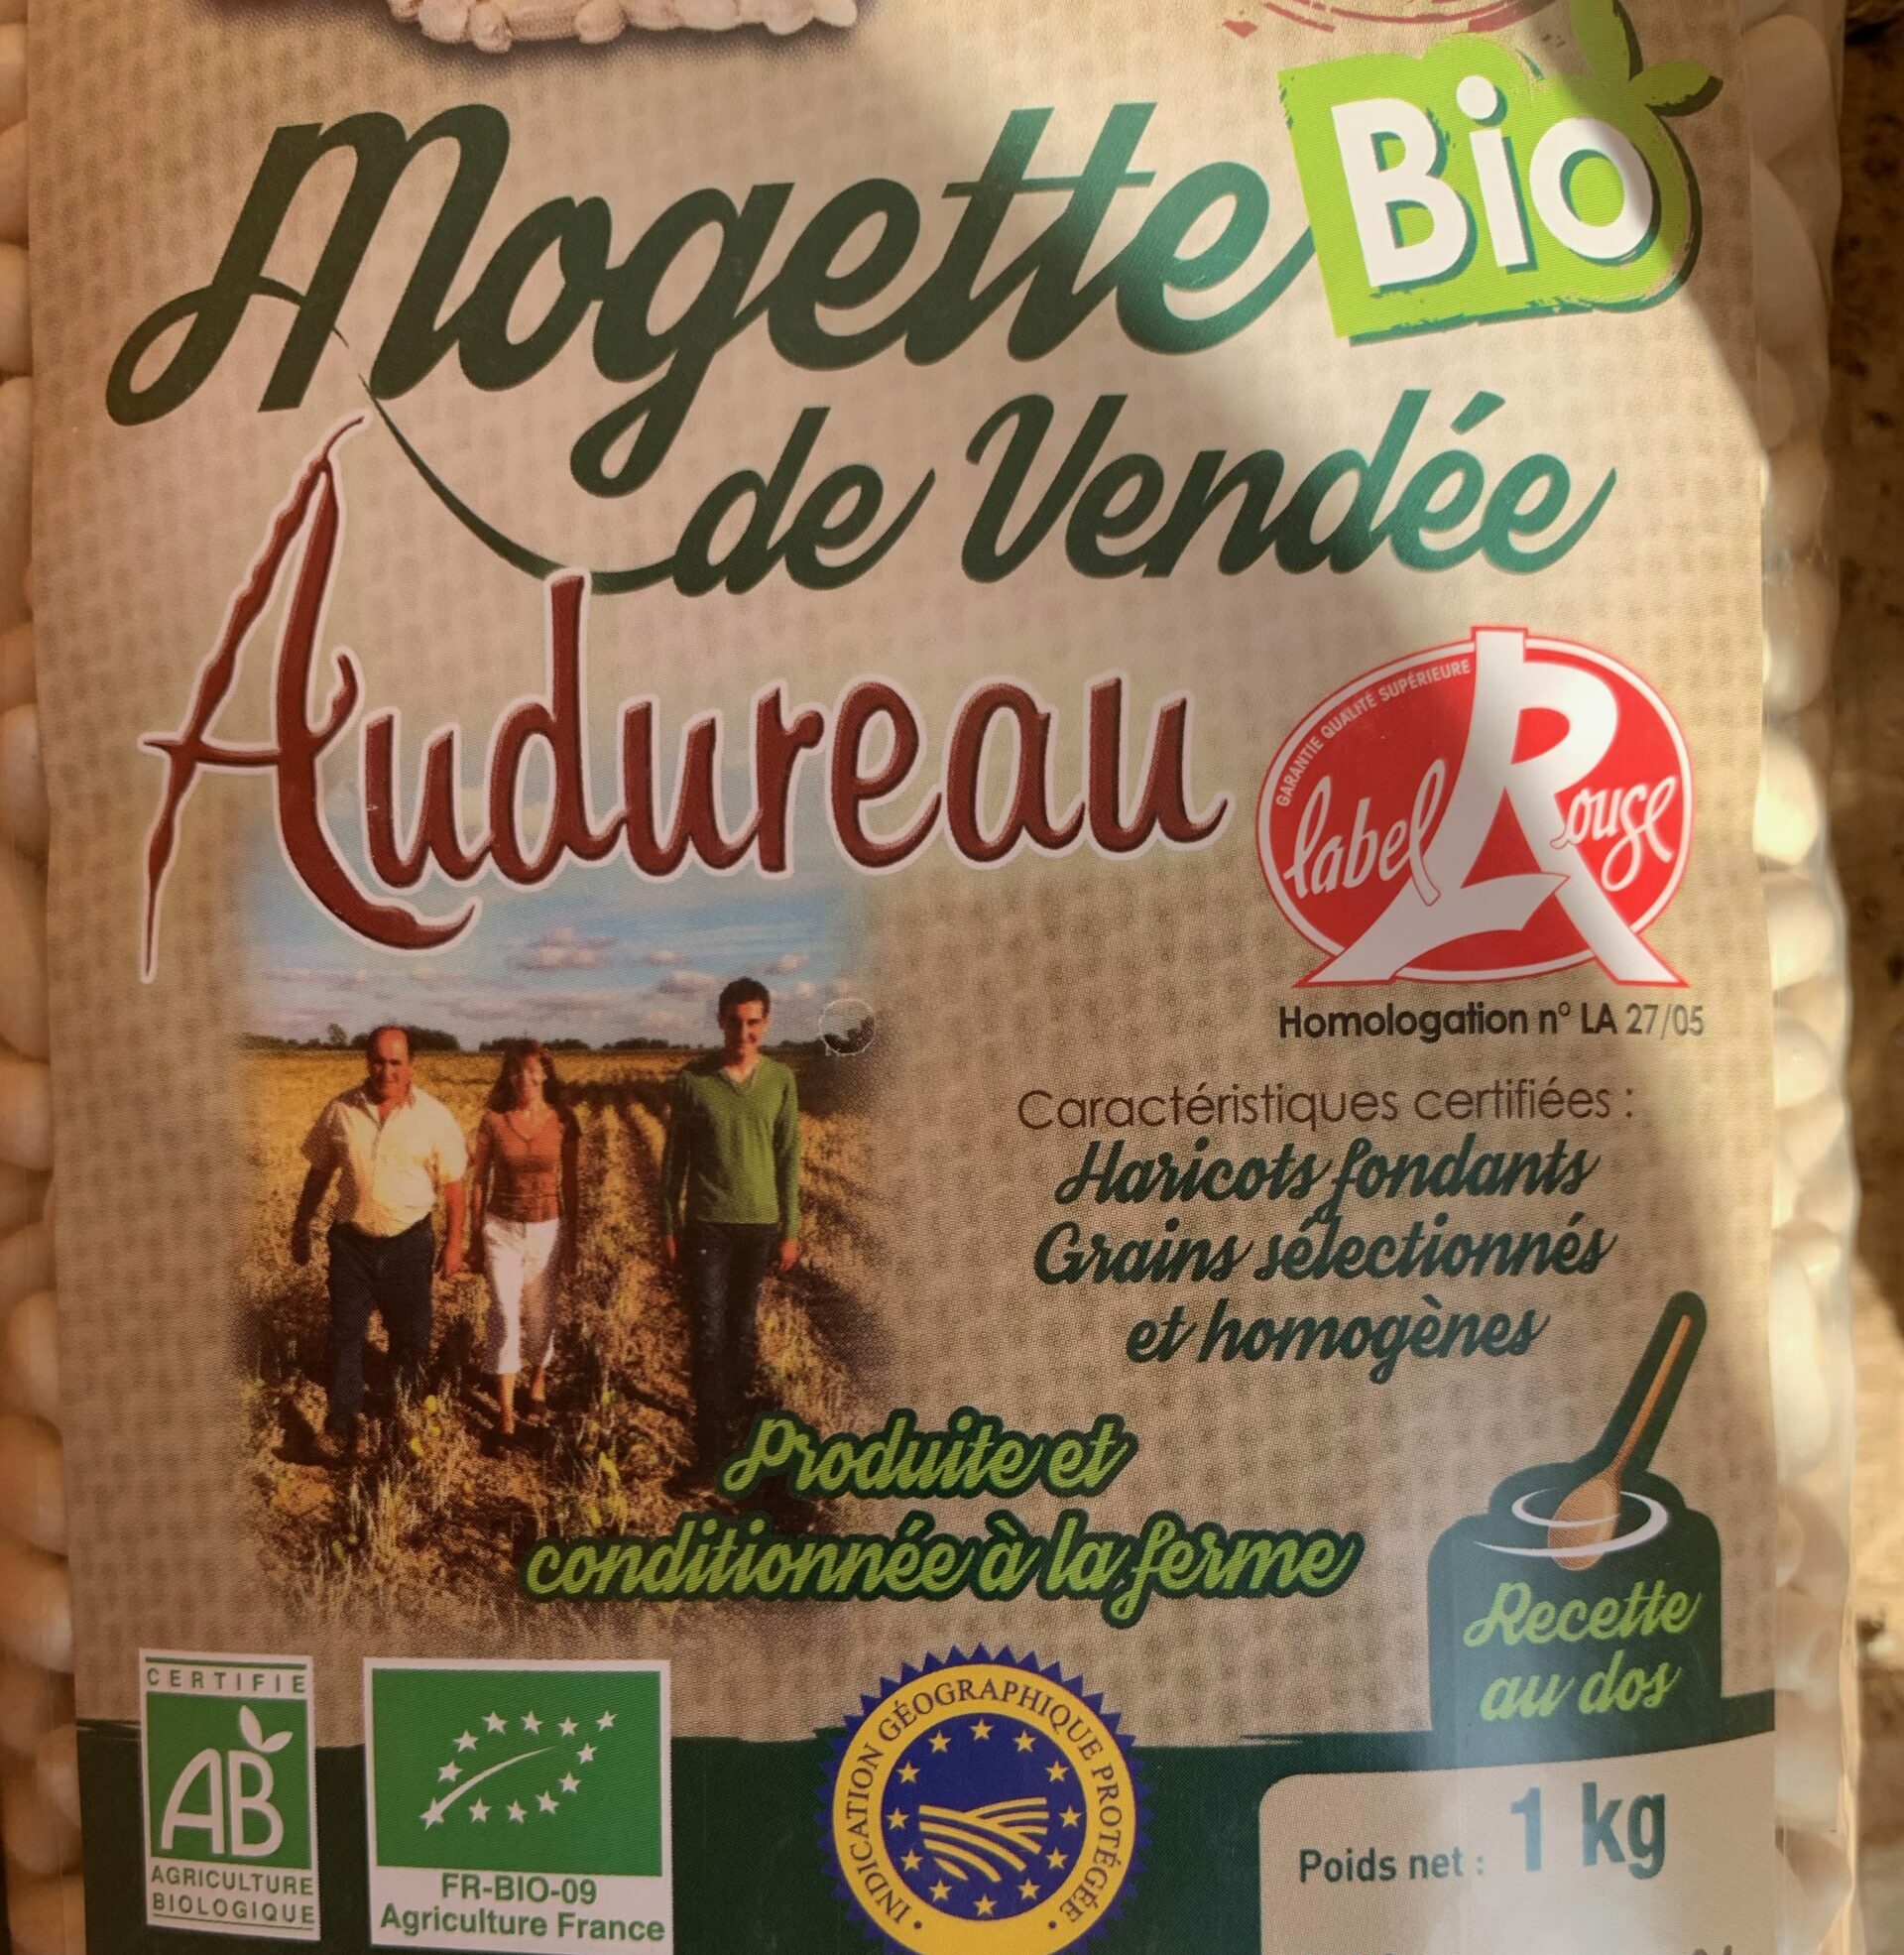 Mogette
Bio
de Vendée
Audureau
GARANTIE QUALITÉ SUPÉRIEURE
label Rouge
Homologation n° LA 27/05
Caractéristiques certifiées :
Haricots fondants
Grains sélectionnés
et homogènes
Produite et
conditionnée à la ferme
Recette
au dos
CERTIFIÉ
AB
AGRICULTURE
BIOLOGIQUE
FR-BIO-09
Agriculture France
INDICATION GÉOGRAPHIQUE PROTÉGÉE
Poids net : 1 kg